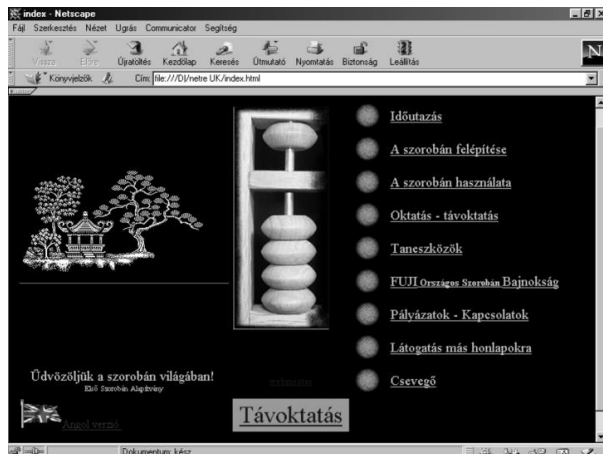 index - Netscape
Fájl Szerkesztés Nézet Ugrás Communicator Segítség
Vissza Előre Újratöltés Kezdőlap Keresés Útmutató Nyomtatás Biztonság Leállítás
N
Könyvjelzők Cím: file:///D|/netre UK/index.html
Időutazás
A szorobán felépítése
A szorobán használata
Oktatás - távoktatás
Taneszközök
FUJI Országos Szorobán Bajnokság
Pályázatok - Kapcsolatok
Látogatás más honlapokra
Csevegő
Üdvözöljük a szorobán világában!
Első Szorobán Alapítvány
Angol verzió
Távoktatás
Dokumentum: kész